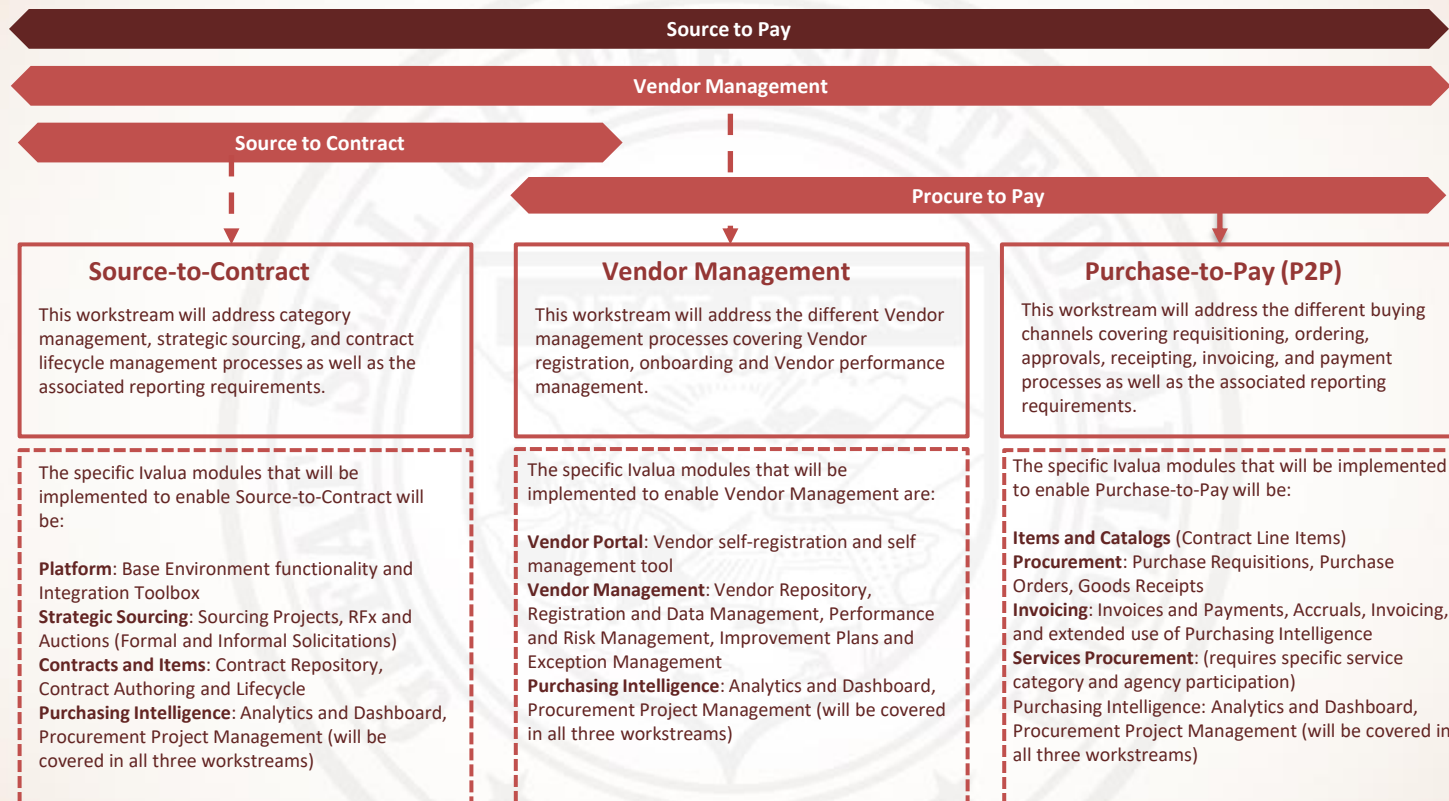 Source to Pay
Vendor Management
Source to Contract
Procure to Pay
Source-to-Contract
This workstream will address category
management, strategic sourcing, and contract
lifecycle management processes as well as the
associated reporting requirements.
Vendor Management
This workstream will address the different Vendor
management processes covering Vendor
registration, onboarding and Vendor performance
management.
Purchase-to-Pay (P2P)
This workstream will address the different buying
channels covering requisitioning, ordering,
approvals, receipting, invoicing, and payment
processes as well as the associated reporting
requirements.
The specific Ivalua modules that will be
implemented to enable Source-to-Contract will
be:
Platform: Base Environment functionality and
Integration Toolbox
Strategic Sourcing: Sourcing Projects, RFx and
Auctions (Formal and Informal Solicitations)
Contracts and Items: Contract Repository,
Contract Authoring and Lifecycle
Purchasing Intelligence: Analytics and Dashboard,
Procurement Project Management (will be
covered in all three workstreams)
The specific Ivalua modules that will be
implemented to enable Vendor Management are:
Vendor Portal: Vendor self-registration and self
management tool
Vendor Management: Vendor Repository,
Registration and Data Management, Performance
and Risk Management, Improvement Plans and
Exception Management
Purchasing Intelligence: Analytics and Dashboard,
Procurement Project Management (will be covered
in all three workstreams)
The specific Ivalua modules that will be implemented
to enable Purchase-to-Pay will be:
Items and Catalogs (Contract Line Items)
Procurement: Purchase Requisitions, Purchase
Orders, Goods Receipts
Invoicing: Invoices and Payments, Accruals, Invoicing,
and extended use of Purchasing Intelligence
Services Procurement: (requires specific service
category and agency participation)
Purchasing Intelligence: Analytics and Dashboard,
Procurement Project Management (will be covered in
all three workstreams)